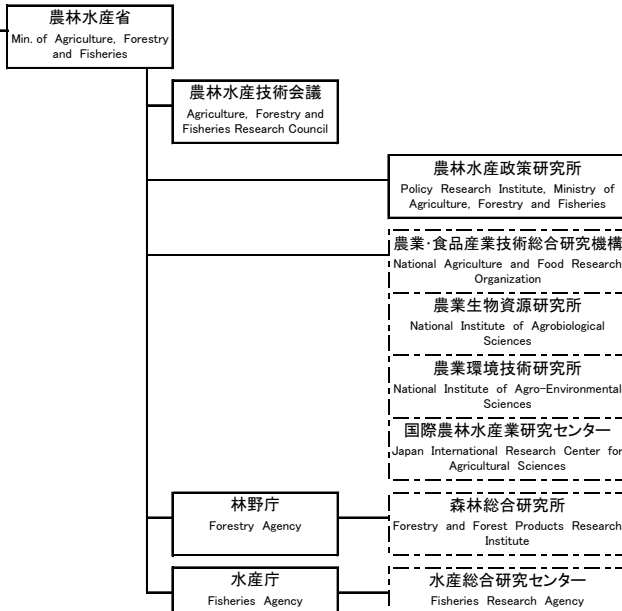 農林水産省
Min. of Agriculture, Forestry
and Fisheries
農林水産技術会議
Agriculture, Forestry and
Fisheries Research Council
農林水産政策研究所
Policy Research Institute, Ministry of
Agriculture, Forestry and Fisheries
農業・食品産業技術総合研究機構
National Agriculture and Food Research
Organization
農業生物資源研究所
National Institute of Agrobiological
Sciences
農業環境技術研究所
National Institute of Agro-Environmental
Sciences
国際農林水産業研究センター
Japan International Research Center for
Agricultural Sciences
林野庁
Forestry Agency
森林総合研究所
Forestry and Forest Products Research
Institute
水産庁
Fisheries Agency
水産総合研究センター
Fisheries Research Agency